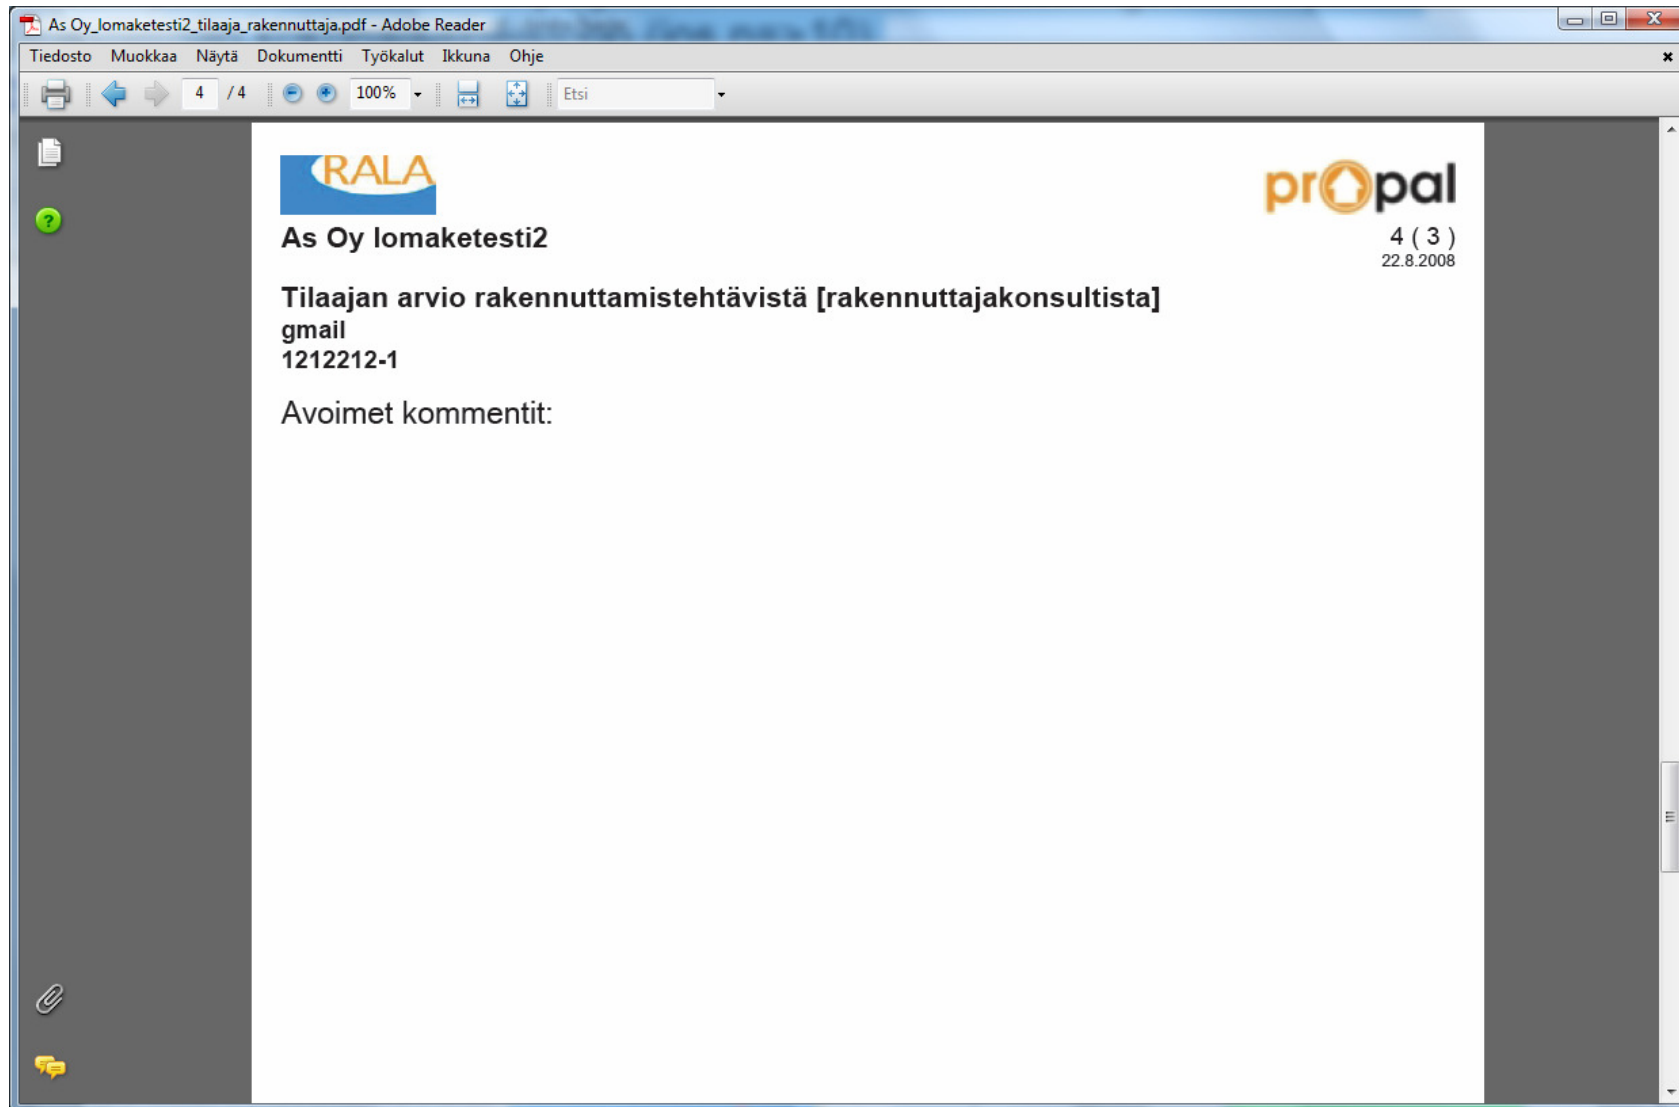 As Oy_lomaketesti2_tilaaja_rakennuttaja.pdf - Adobe Reader
Tiedosto Muokkaa Näytä Dokumentti Työkalut Ikkuna Ohje
4 / 4 100% Etsi
RALA
propal
As Oy lomaketesti2
4 ( 3 )
22.8.2008
Tilaajan arvio rakennuttamistehtävistä [rakennuttajakonsultista]
gmail
1212212-1
Avoimet kommentit: